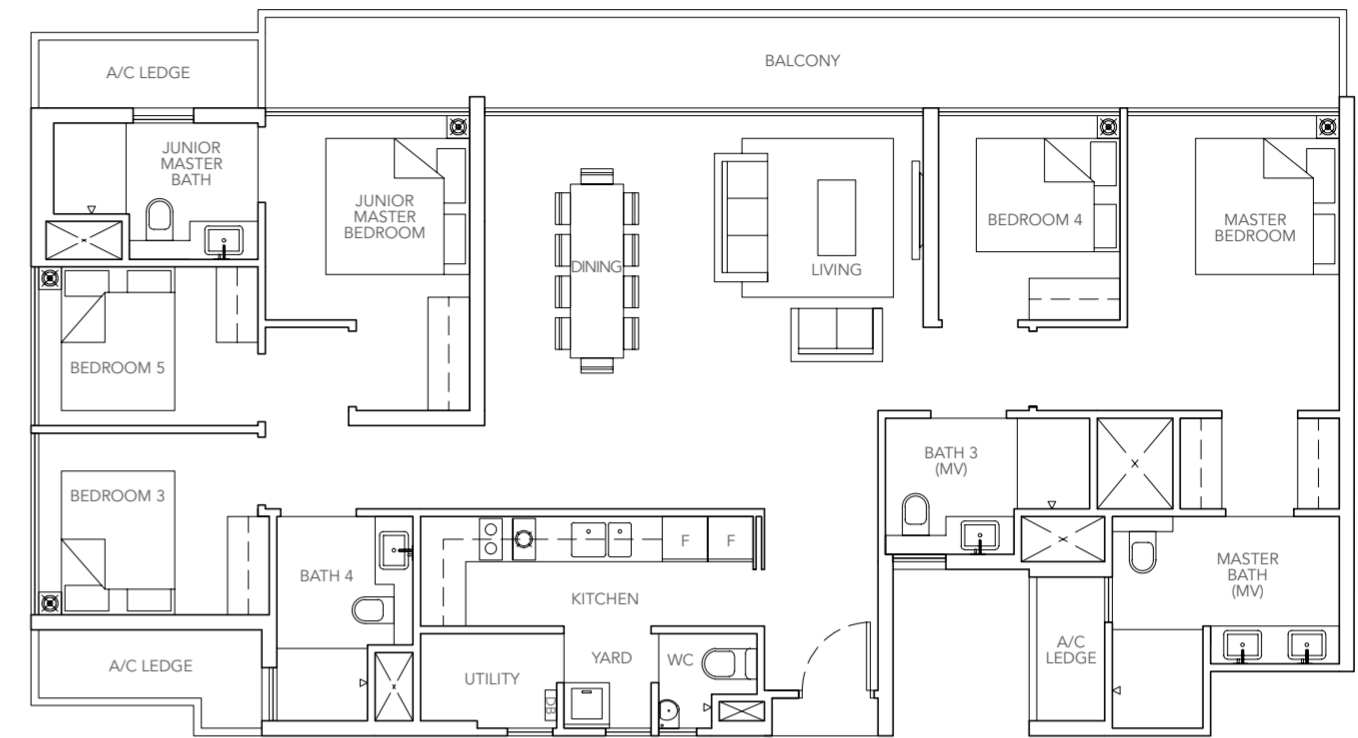 BALCONY
A/C LEDGE
JUNIOR
MASTER
BATH
JUNIOR
MASTER
BEDROOM
DINING
LIVING
BEDROOM 4
MASTER
BEDROOM
BEDROOM 5
BEDROOM 3
BATH 3
(MV)
BATH 4
F
F
KITCHEN
MASTER
BATH
(MV)
A/C LEDGE
UTILITY
DB
YARD
WC
A/C
LEDGE